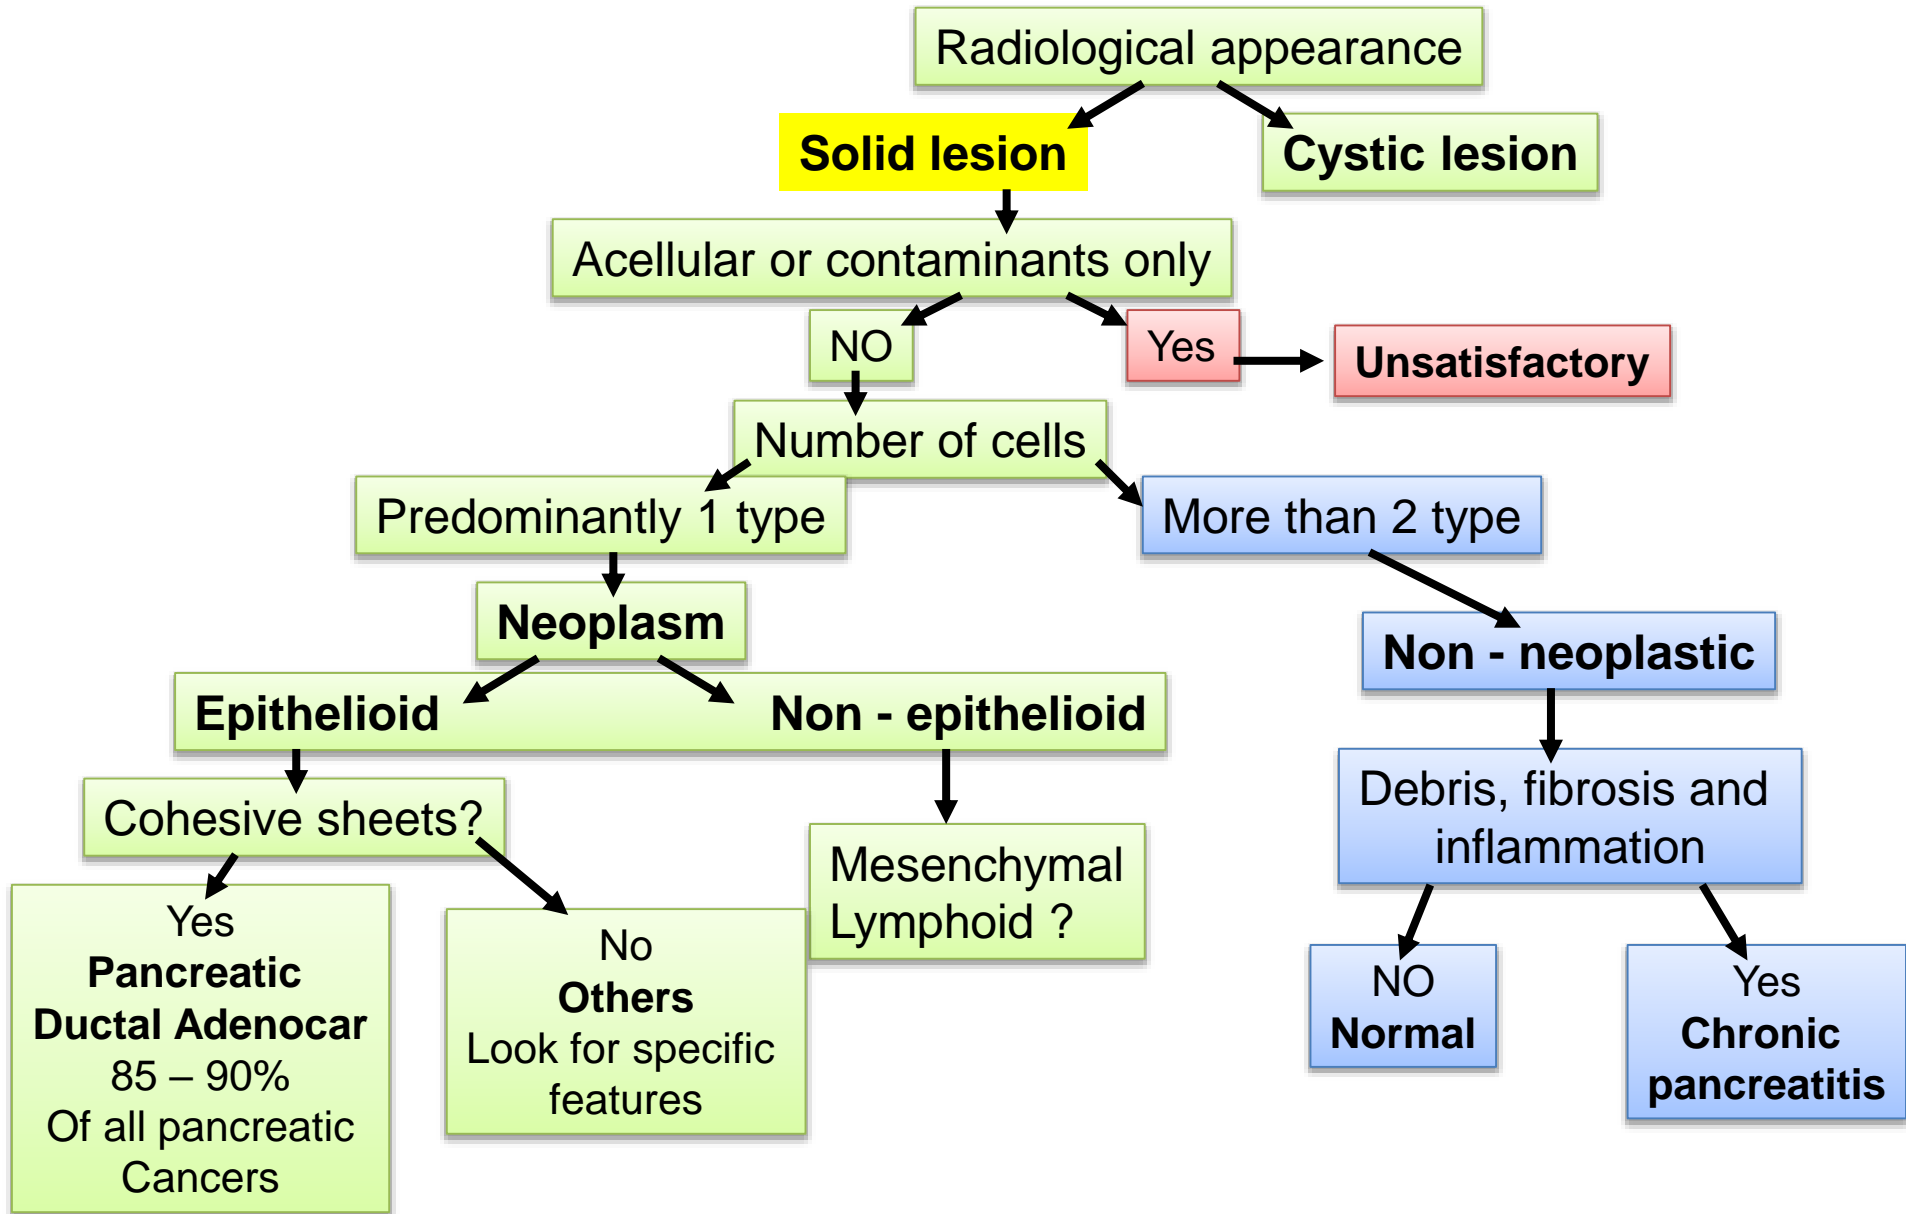 Radiological appearance
Solid lesion
Cystic lesion
Acellular or contaminants only
NO
Yes
Unsatisfactory
Number of cells
Predominantly 1 type
More than 2 type
Neoplasm
Non - neoplastic
Epithelioid
Non - epithelioid
Cohesive sheets?
Mesenchymal
Lymphoid ?
Debris, fibrosis and
inflammation
Yes
Pancreatic
Ductal Adenocar
85 – 90%
Of all pancreatic
Cancers
No
Others
Look for specific
features
NO
Normal
Yes
Chronic
pancreatitis